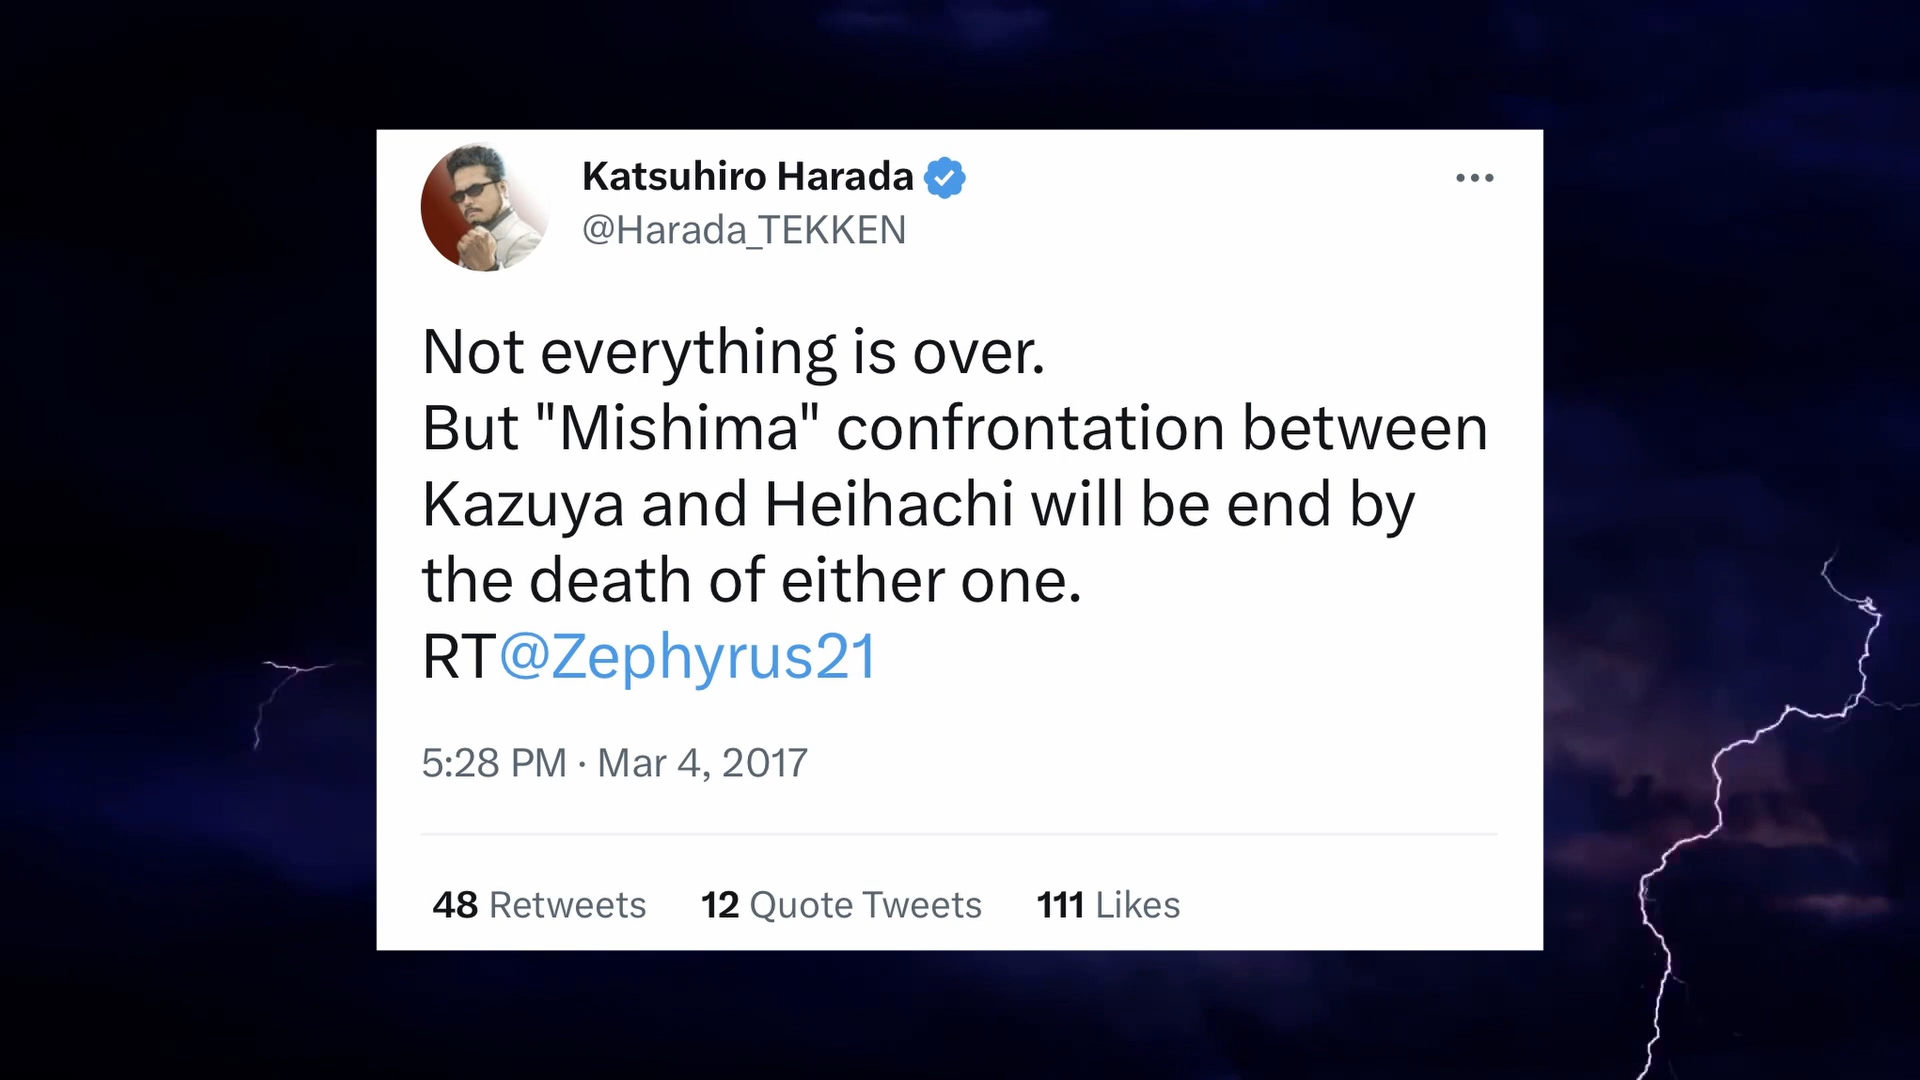 Katsuhiro Harada
@Harada_TEKKEN
Not everything is over.
But "Mishima" confrontation between
Kazuya and Heihachi will be end by
the death of either one.
RT@Zephyrus21
5:28 PM · Mar 4, 2017
48 Retweets 12 Quote Tweets 111 Likes